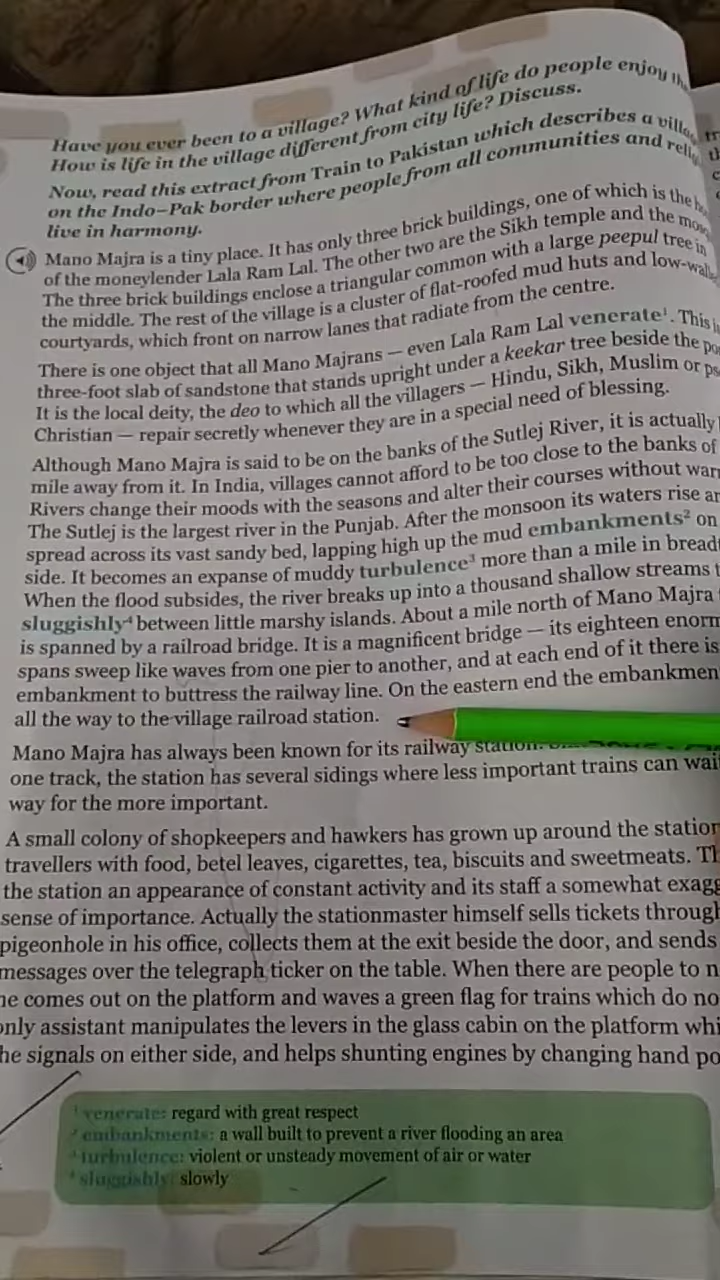 Have you ever been to a village? What kind of life do people enjoy
How is life in the village different from city life? Discuss.
Now, read this extract from Train to Pakistan which describes a
on the Indo–Pak border where people from all communities and
live in harmony.
Mano Majra is a tiny place. It has only three brick buildings, one of which is the
of the moneylender Lala Ram Lal. The other two are the Sikh temple and the
The three brick buildings enclose a triangular common with a large peepul tree in
the middle. The rest of the village is a cluster of flat-roofed mud huts and
courtyards, which front on narrow lanes that radiate from the centre.
There is one object that all Mano Majrans — even Lala Ram Lal venerate¹. This
three-foot slab of sandstone that stands upright under a keekar tree beside the
It is the local deity, the deo to which all the villagers — Hindu, Sikh, Muslim or
Christian — repair secretly whenever they are in a special need of blessing.
Although Mano Majra is said to be on the banks of the Sutlej River, it is actually
mile away from it. In India, villages cannot afford to be too close to the banks of
Rivers change their moods with the seasons and alter their courses without
The Sutlej is the largest river in the Punjab. After the monsoon its waters rise
spread across its vast sandy bed, lapping high up the mud embankments² on
side. It becomes an expanse of muddy turbulence³ more than a mile in
When the flood subsides, the river breaks up into a thousand shallow streams
sluggishly⁴ between little marshy islands. About a mile north of Mano Majra
is spanned by a railroad bridge. It is a magnificent bridge — its eighteen
spans sweep like waves from one pier to another, and at each end of it there is
embankment to buttress the railway line. On the eastern end the
all the way to the village railroad station.
Mano Majra has always been known for its railway station.
one track, the station has several sidings where less important trains can
way for the more important.
A small colony of shopkeepers and hawkers has grown up around the
travellers with food, betel leaves, cigarettes, tea, biscuits and sweetmeats.
the station an appearance of constant activity and its staff a somewhat
sense of importance. Actually the stationmaster himself sells tickets
pigeonhole in his office, collects them at the exit beside the door, and sends
messages over the telegraph ticker on the table. When there are people to
he comes out on the platform and waves a green flag for trains which do
only assistant manipulates the levers in the glass cabin on the platform
he signals on either side, and helps shunting engines by changing hand
¹ venerate: regard with great respect
² embankments: a wall built to prevent a river flooding an area
³ turbulence: violent or unsteady movement of air or water
⁴ sluggishly: slowly